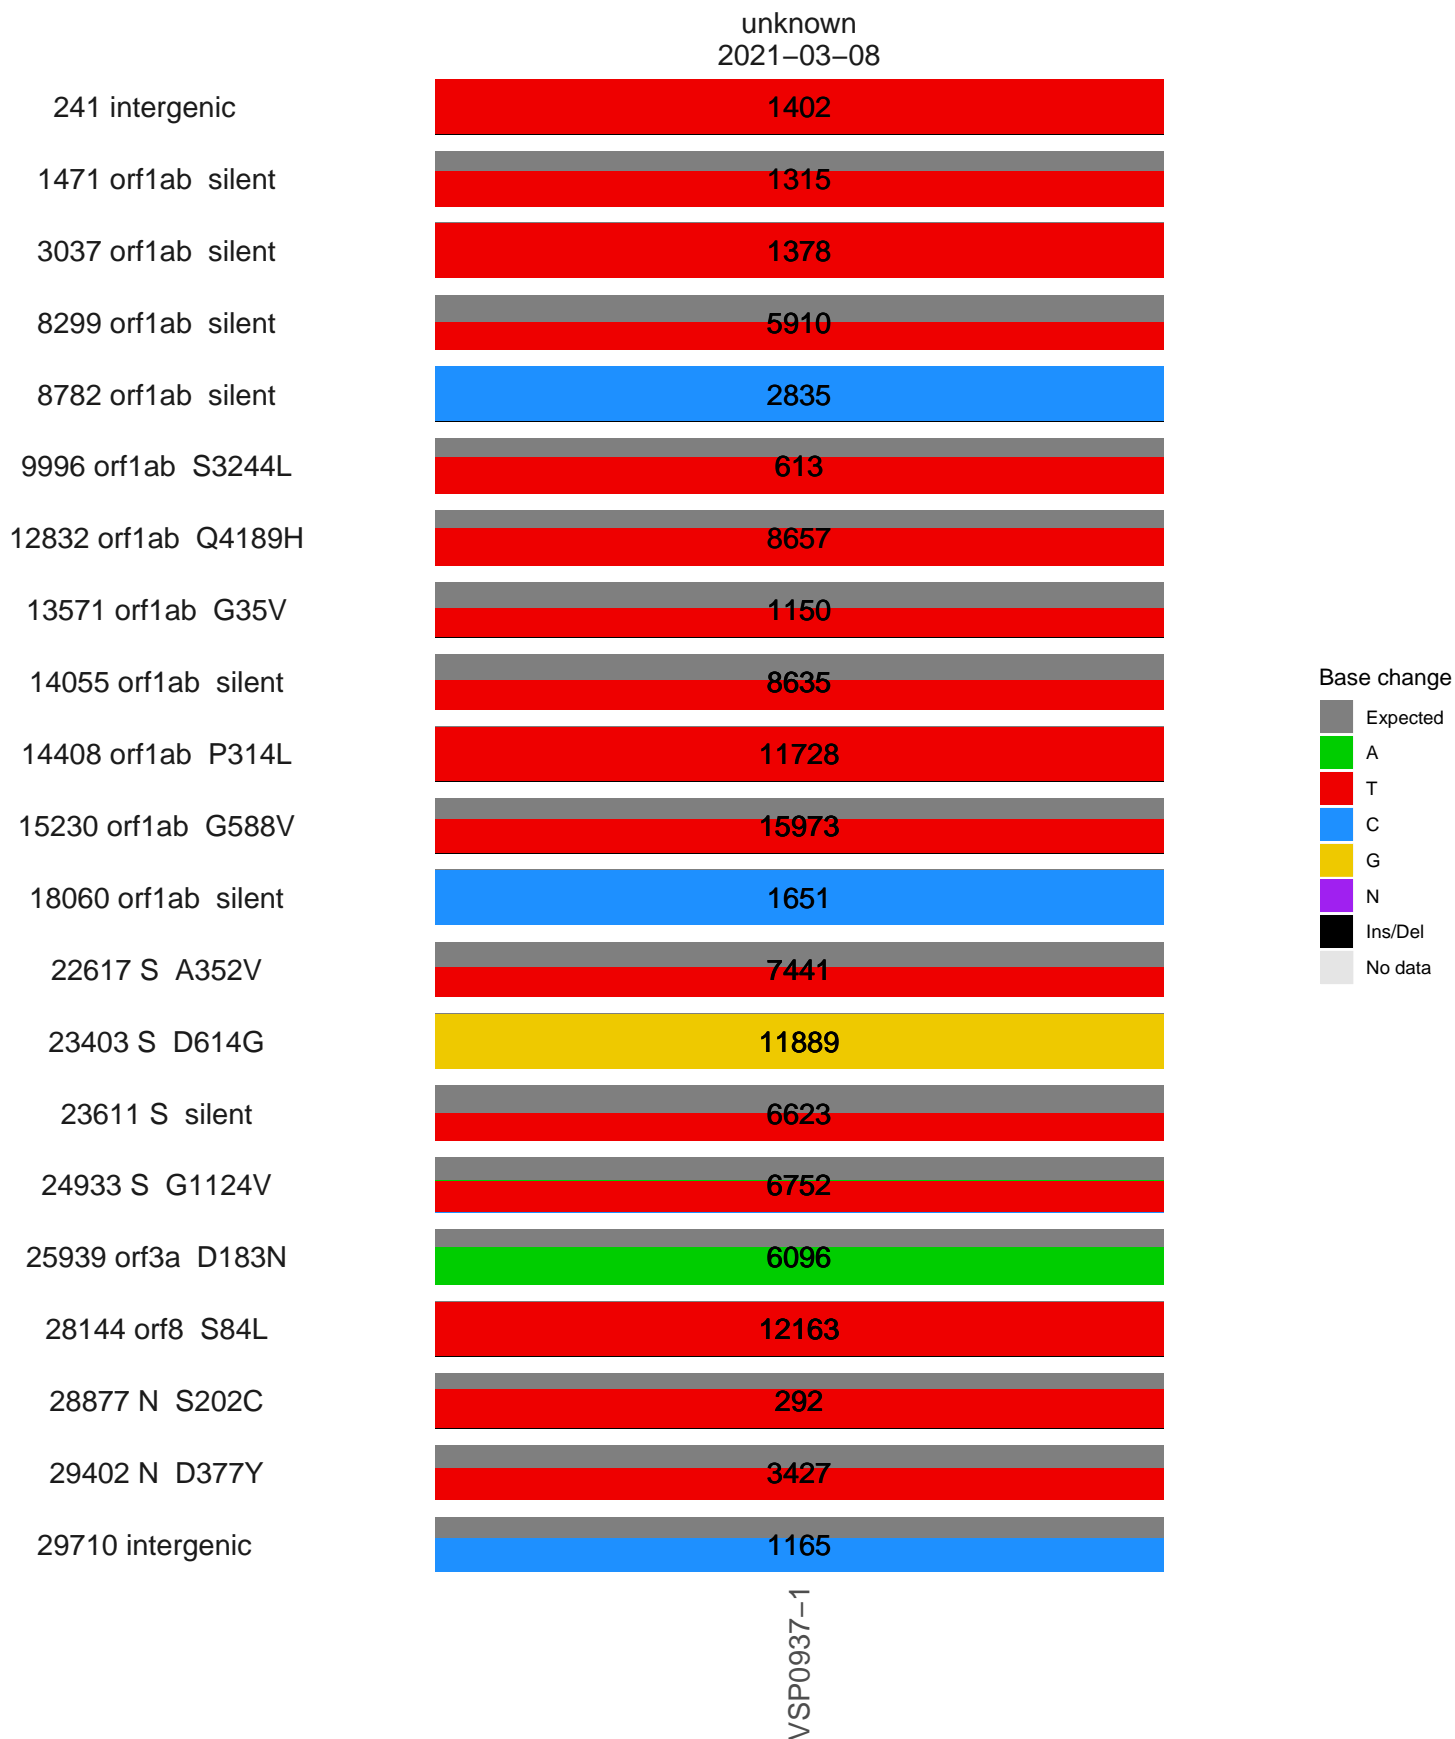 unknown
2021−03−08
241 intergenic 1402
1471 orf1ab silent 1315
3037 orf1ab silent 1378
8299 orf1ab silent 5910
8782 orf1ab silent 2835
9996 orf1ab S3244L 613
12832 orf1ab Q4189H 8657
13571 orf1ab G35V 1150
14055 orf1ab silent 8635
14408 orf1ab P314L 11728
15230 orf1ab G588V 15973
18060 orf1ab silent 1651
22617 S A352V 7441
23403 S D614G 11889
23611 S silent 6623
24933 S G1124V 6752
25939 orf3a D183N 6096
28144 orf8 S84L 12163
28877 N S202C 292
29402 N D377Y 3427
29710 intergenic 1165
VSP0937−1
Base change
Expected
A
T
C
G
N
Ins/Del
No data